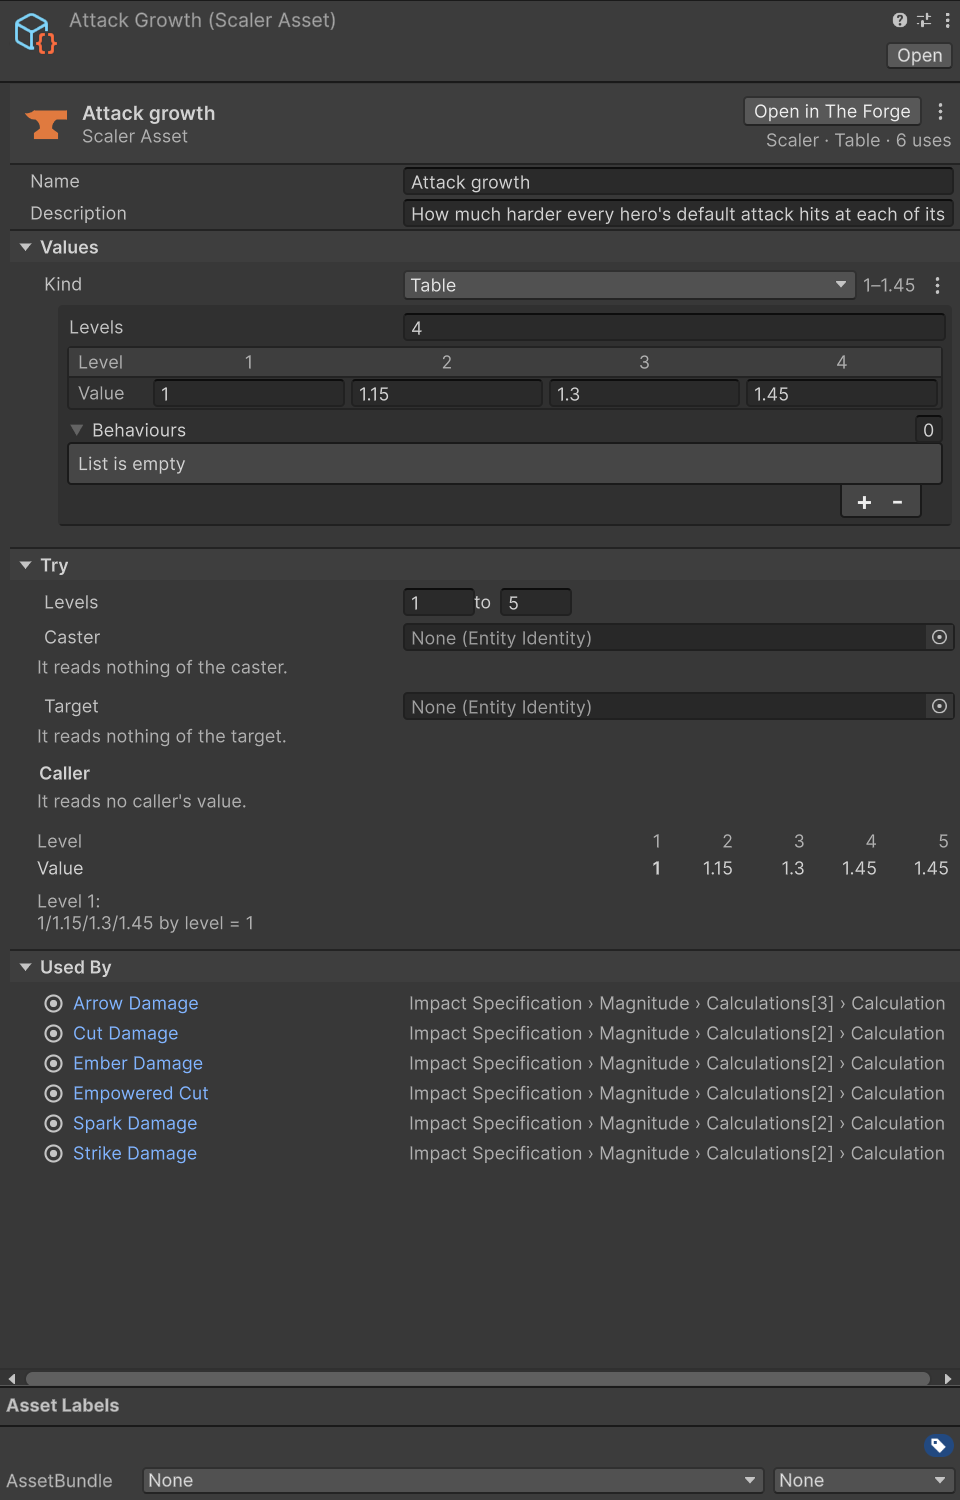 Attack Growth (Scaler Asset)
Open
Attack growth
Open in The Forge
Scaler Asset
Scaler · Table · 6 uses
Name
Attack growth
Description
How much harder every hero's default attack hits at each of its
Values
Kind
Table
1–1.45
Levels
4
Level 1 2 3 4
Value 1 1.15 1.3 1.45
Behaviours
0
List is empty
+ -
Try
Levels
1 to 5
Caster
None (Entity Identity)
It reads nothing of the caster.
Target
None (Entity Identity)
It reads nothing of the target.
Caller
It reads no caller's value.
Level 1 2 3 4 5
Value 1 1.15 1.3 1.45 1.45
Level 1:
1/1.15/1.3/1.45 by level = 1
Used By
Arrow Damage Impact Specification › Magnitude › Calculations[3] › Calculation
Cut Damage Impact Specification › Magnitude › Calculations[2] › Calculation
Ember Damage Impact Specification › Magnitude › Calculations[2] › Calculation
Empowered Cut Impact Specification › Magnitude › Calculations[2] › Calculation
Spark Damage Impact Specification › Magnitude › Calculations[2] › Calculation
Strike Damage Impact Specification › Magnitude › Calculations[2] › Calculation
Asset Labels
AssetBundle None None